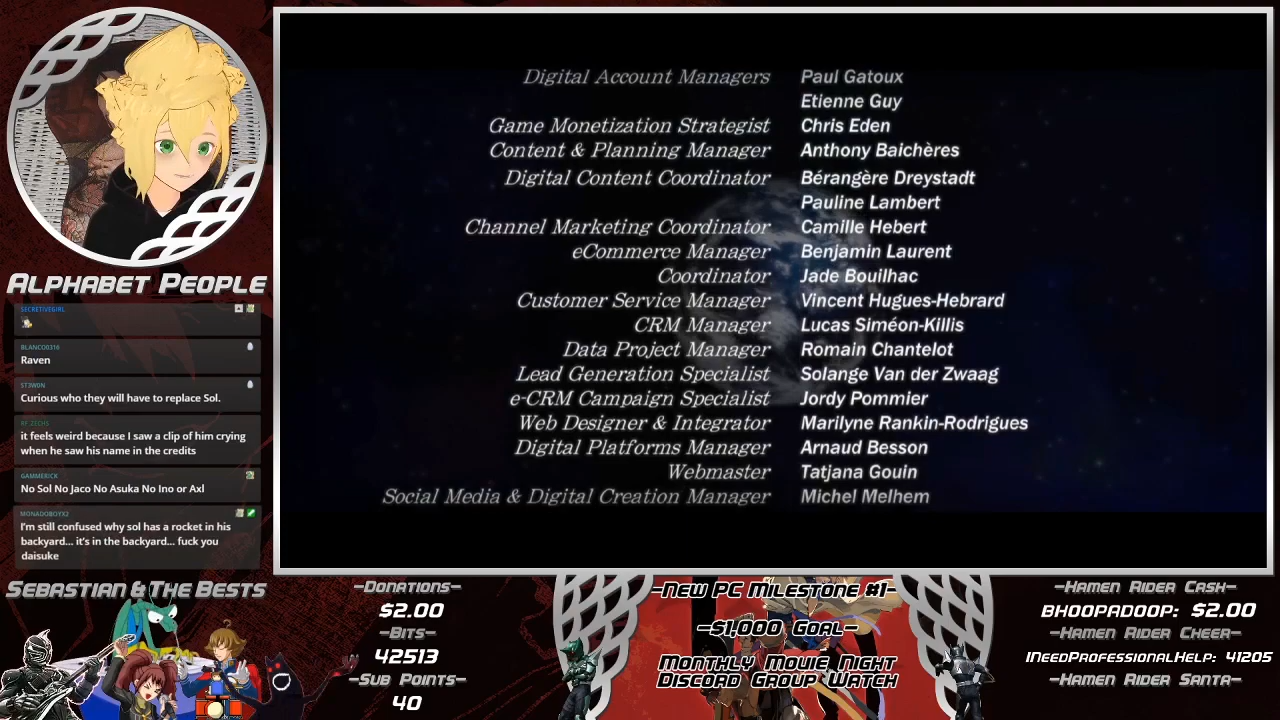 Digital Account Managers Paul Gatoux
Etienne Guy
Game Monetization Strategist Chris Eden
Content & Planning Manager Anthony Baichères
Digital Content Coordinator Bérangère Dreystadt
Pauline Lambert
Channel Marketing Coordinator Camille Hebert
eCommerce Manager Benjamin Laurent
Coordinator Jade Bouilhac
Customer Service Manager Vincent Hugues-Hebrard
CRM Manager Lucas Siméon-Killis
Data Project Manager Romain Chantelot
Lead Generation Specialist Solange Van der Zwaag
e-CRM Campaign Specialist Jordy Pommier
Web Designer & Integrator Marilyne Rankin-Rodrigues
Digital Platforms Manager Arnaud Besson
Webmaster Tatjana Gouin
Social Media & Digital Creation Manager Michel Melhem
Alphabet People
SECRETIVEGIRL
BLANCO0316
Raven
ST3W0N
Curious who they will have to replace Sol.
RF_ZECHS
it feels weird because I saw a clip of him crying
when he saw his name in the credits
GAMMERICK
No Sol No Jaco No Asuka No Ino or Axl
MONADOBOYX2
I'm still confused why sol has a rocket in his
backyard... it's in the backyard... fuck you
daisuke
Sebastian & The Bests
-Donations-
$2.00
-Bits-
42513
-Sub Points-
40
-New PC Milestone #1-
-$1,000 Goal-
Monthly Movie Night
Discord Group Watch
-Kamen Rider Cash-
BHOOPADOOP: $2.00
-Kamen Rider Cheer-
INeedProfessionalHelp: 41205
-Kamen Rider Santa-